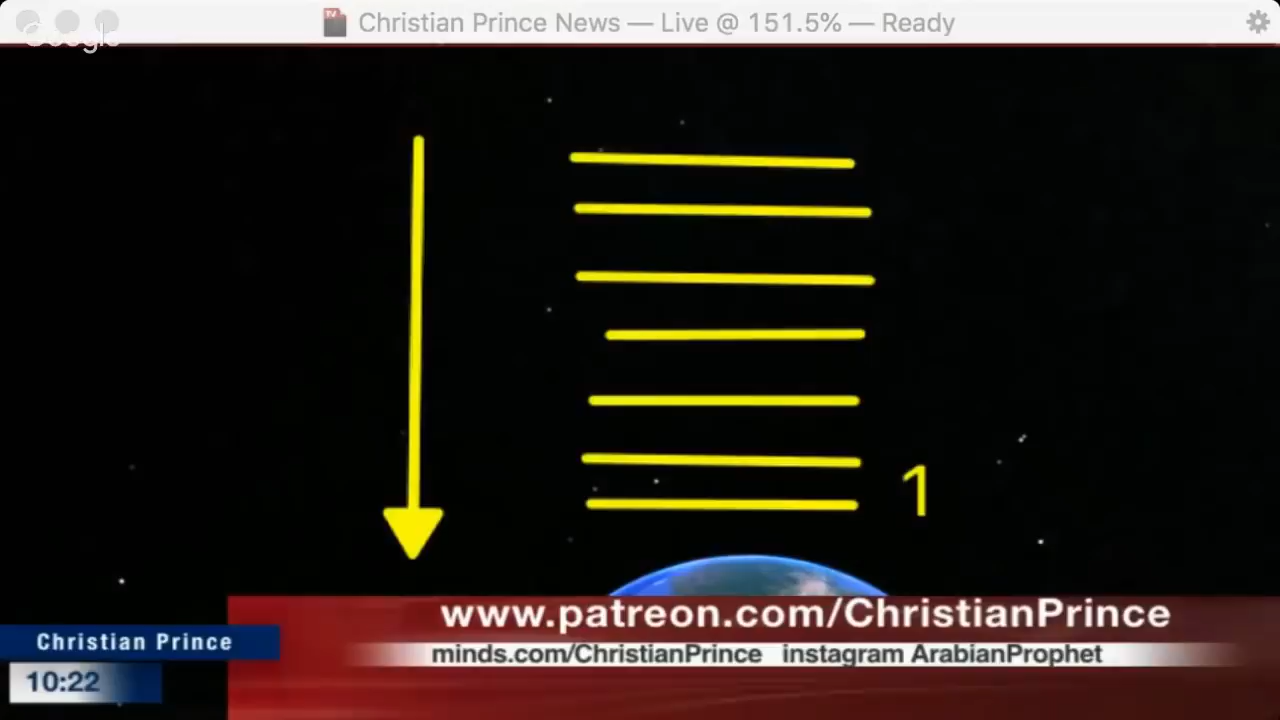 Christian Prince News — Live @ 151.5% — Ready
Google
1
www.patreon.com/ChristianPrince
Christian Prince
minds.com/ChristianPrince instagram ArabianProphet
10:22